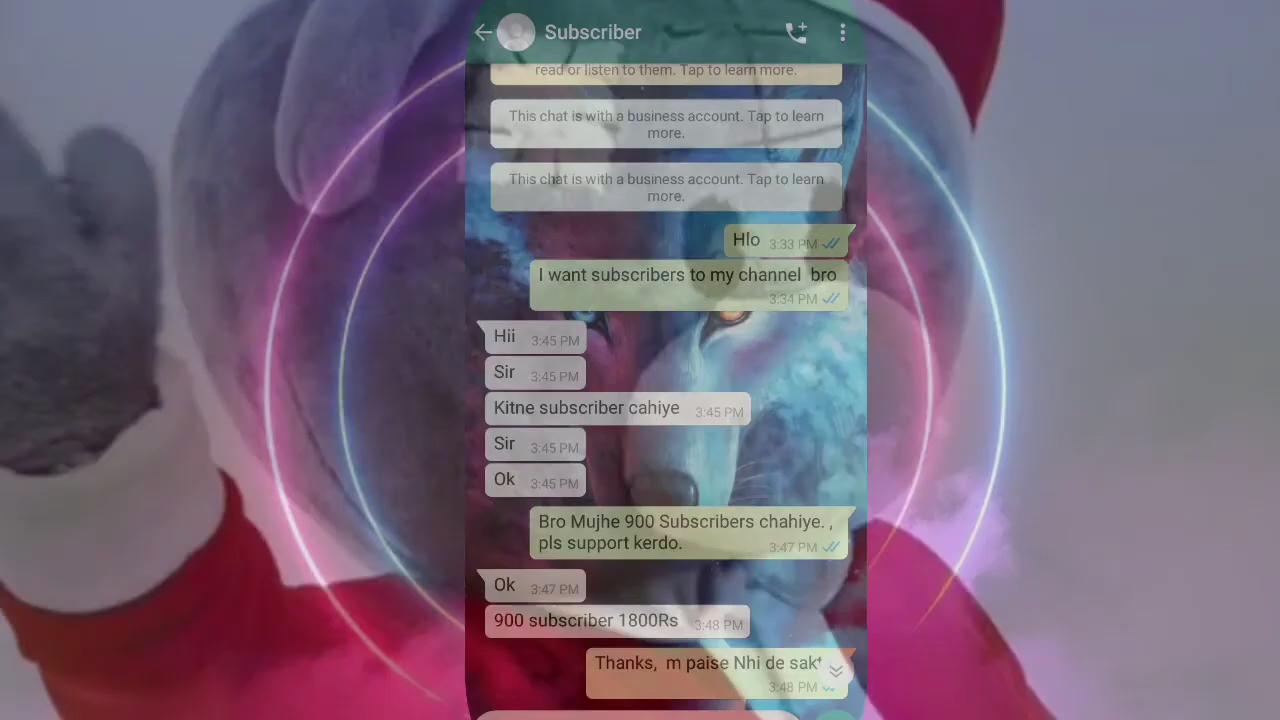 Subscriber
read or listen to them. Tap to learn more.
This chat is with a business account. Tap to learn
more.
This chat is with a business account. Tap to learn
more.
Hlo 3:33 PM
I want subscribers to my channel bro
3:34 PM
Hii 3:45 PM
Sir 3:45 PM
Kitne subscriber cahiye 3:45 PM
Sir 3:45 PM
Ok 3:45 PM
Bro Mujhe 900 Subscribers chahiye. ,
pls support kerdo. 3:47 PM
Ok 3:47 PM
900 subscriber 1800Rs 3:48 PM
Thanks, m paise Nhi de
3:48 PM